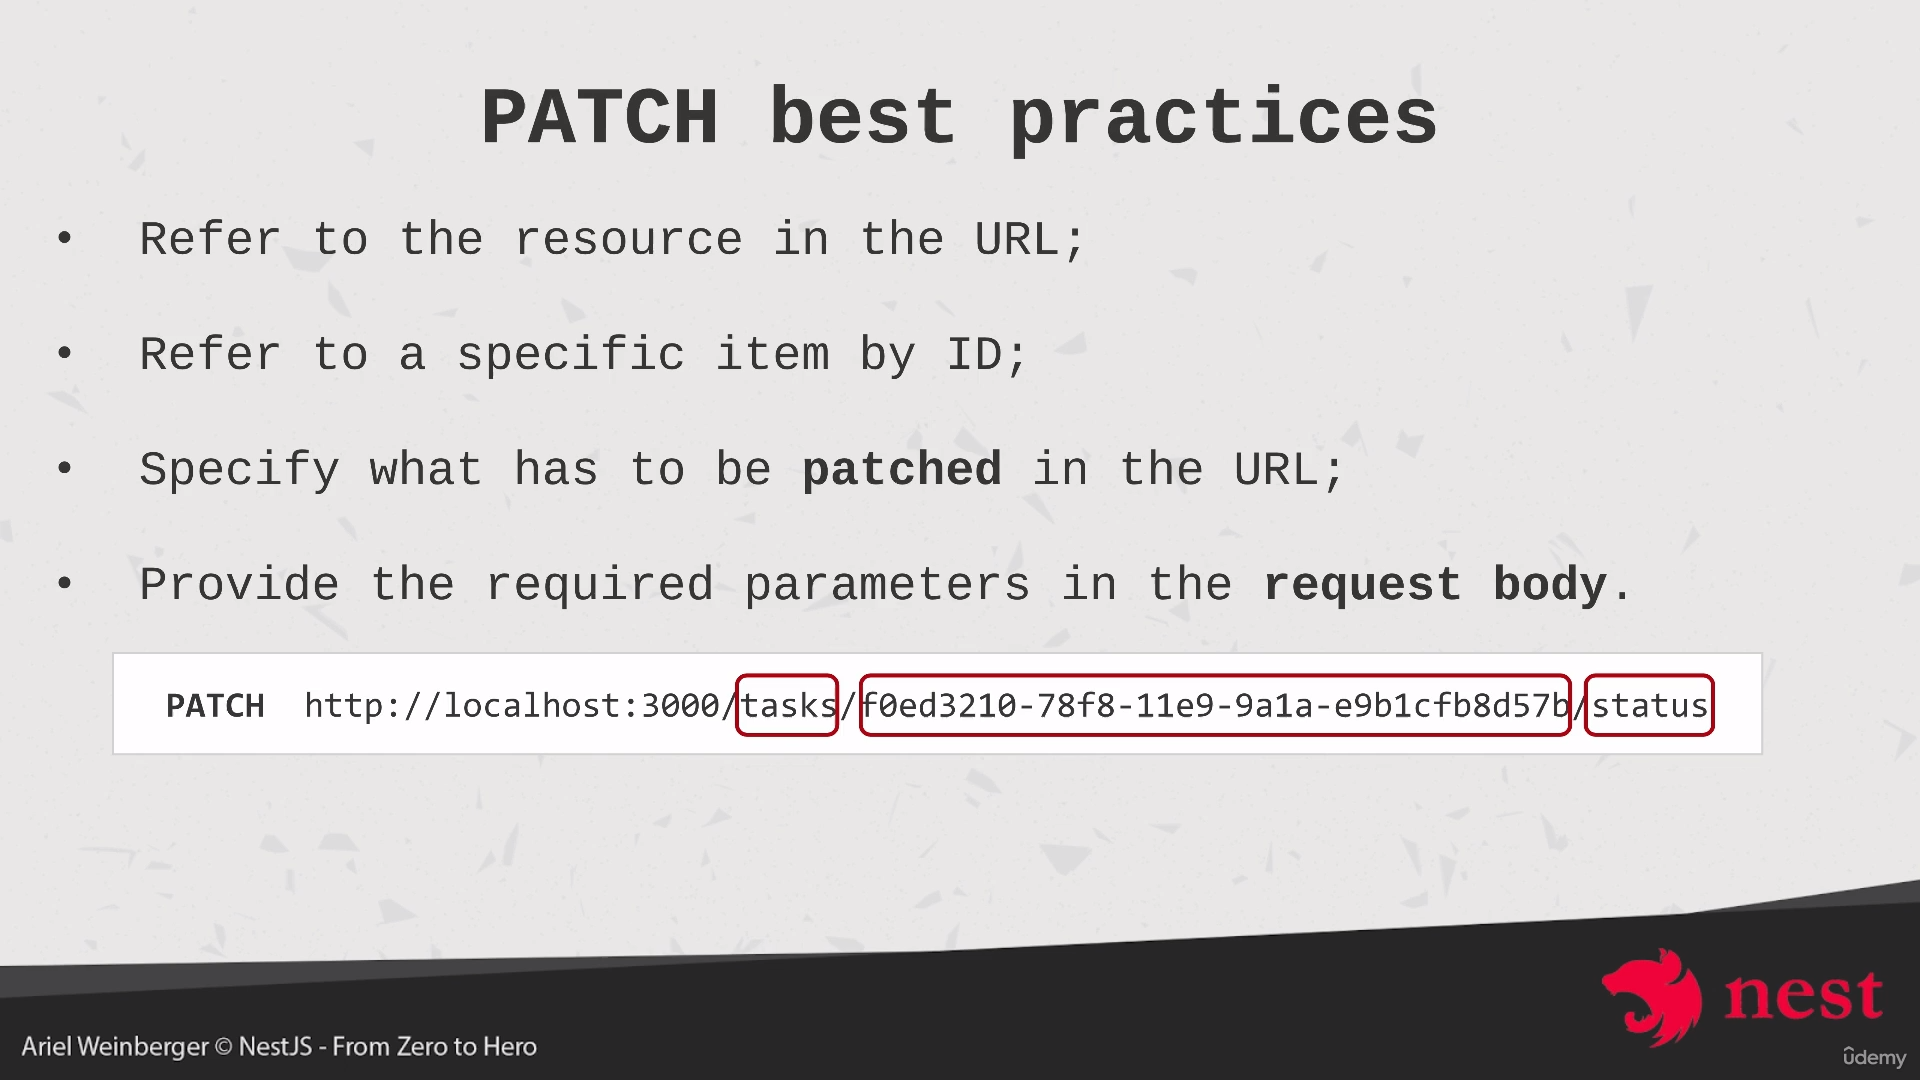 PATCH best practices
• Refer to the resource in the URL;
• Refer to a specific item by ID;
• Specify what has to be patched in the URL;
• Provide the required parameters in the request body.
PATCH http://localhost:3000/tasks/f0ed3210-78f8-11e9-9a1a-e9b1cfb8d57b/status
nest
Ariel Weinberger © NestJS - From Zero to Hero
ûdemy